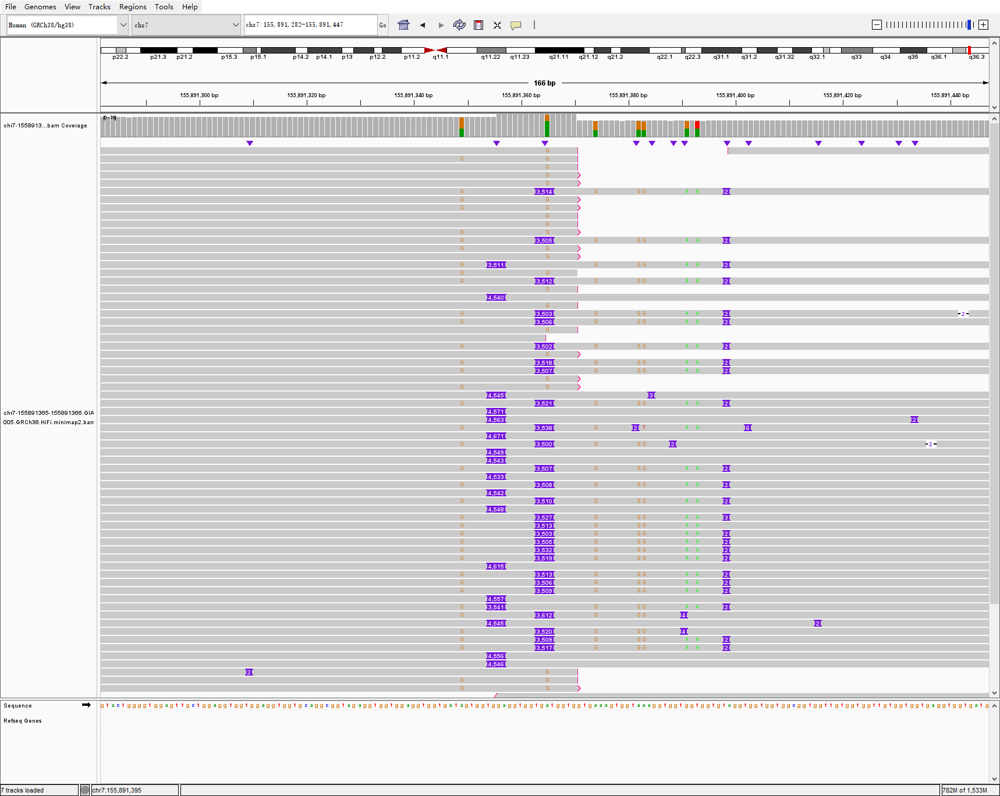 File Genomes View Tracks Regions Tools Help
Human (GRCh38/hg38) chr7 chr7:155,891,282-155,891,447 Go
p22.2 p21.3 p21.2 p15.3 p15.1 p14.2 p14.1 p13 p12.2 p11.2 q11.1 q11.22 q11.23 q21.11 q21.12 q21.2 q22.1 q22.3 q31.1 q31.2 q31.32 q32.1 q33 q34 q35 q36.1 q36.3
166 bp
155,891,300 bp 155,891,320 bp 155,891,340 bp 155,891,360 bp 155,891,380 bp 155,891,400 bp 155,891,420 bp 155,891,440 bp
chr7-1558913...bam Coverage
G
G G
G
G
G
G 3,514 G G G A A 2
G
G G
G
G
G G
G 3,505 G G G A A 2
G G
G
G 3,511 G G G A A 2
G G
G 3,512 G G G A A 2
G
4,540
G
G 3,503 G G G A A 2 2
G 3,506 G G G A A 2
G
G 3,502 G G G A A 2
G
G 3,518 G G G A A 2
G 3,507 G G G A A 2
G
G G
4,545 3
G 3,521 G G G A A 2
4,571
4,563 2
G 3,538 G 2 T A A 6
4,671
G 3,500 G G G 2 A A 2
4,549
4,543
G 3,507 G G G A A 2
4,533
G 3,508 G G G A A 2
4,542
G 3,510 G G G A A 2
4,548
G 3,527 G G G A A 3
G 3,513 G G G A A
G 3,503 G G G A A 2
G 3,505 G G G A A 2
G 3,532 G G G A A 2
G 3,519 G G G A A 2
4,615
G 3,513 G G G A A 2
G 3,506 G G G A A 2
G 3,509 G G G A A 2
4,557
G 3,541 G G G A A 2
G 3,612 G G G 4
4,545 2
G 3,520 G G G 4
G 3,509 G G G A A 2
G 3,517 G G G A A 2
4,556
4,546
2 G
G G
G G
chr7-155891365-155891366.GIA
005.GRCh38.HiFi.minimap2.bam
Sequence
Refseq Genes
7 tracks loaded chr7:155,891,395 782M of 1,533M